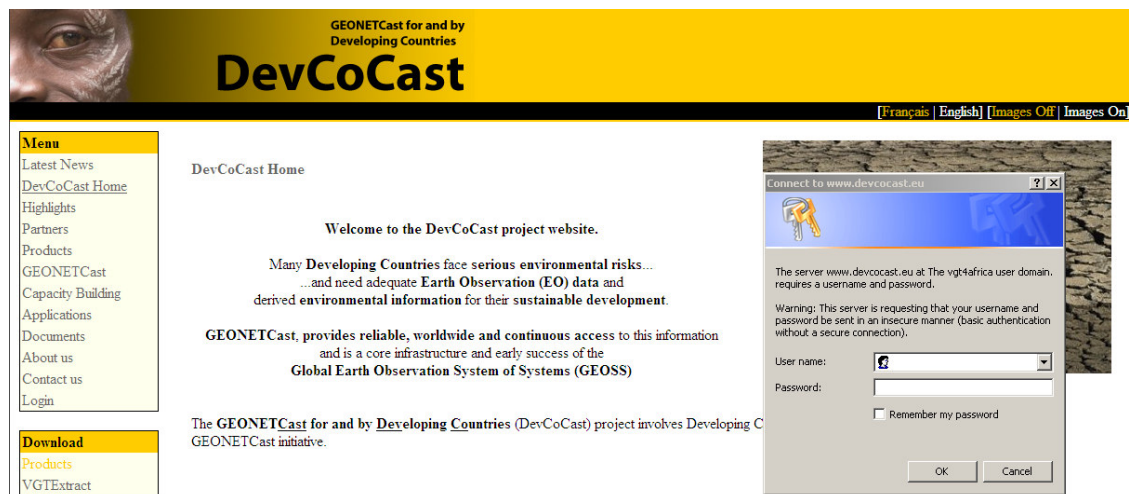 GEONETCast for and by
Developing Countries
DevCoCast
[Français | English] [Images Off | Images On]
Menu
Latest News
DevCoCast Home
Highlights
Partners
Products
GEONETCast
Capacity Building
Applications
Documents
About us
Contact us
Login
Download
Products
VGTExtract
DevCoCast Home
Welcome to the DevCoCast project website.
Many Developing Countries face serious environmental risks...
...and need adequate Earth Observation (EO) data and
derived environmental information for their sustainable development.
GEONETCast, provides reliable, worldwide and continuous access to this information
and is a core infrastructure and early success of the
Global Earth Observation System of Systems (GEOSS)
The GEONETCast for and by Developing Countries (DevCoCast) project involves Developing C
GEONETCast initiative.
Connect to www.devcocast.eu
The server www.devcocast.eu at The vgt4africa user domain.
requires a username and password.
Warning: This server is requesting that your username and
password be sent in an insecure manner (basic authentication
without a secure connection).
User name:
Password:
Remember my password
OK Cancel